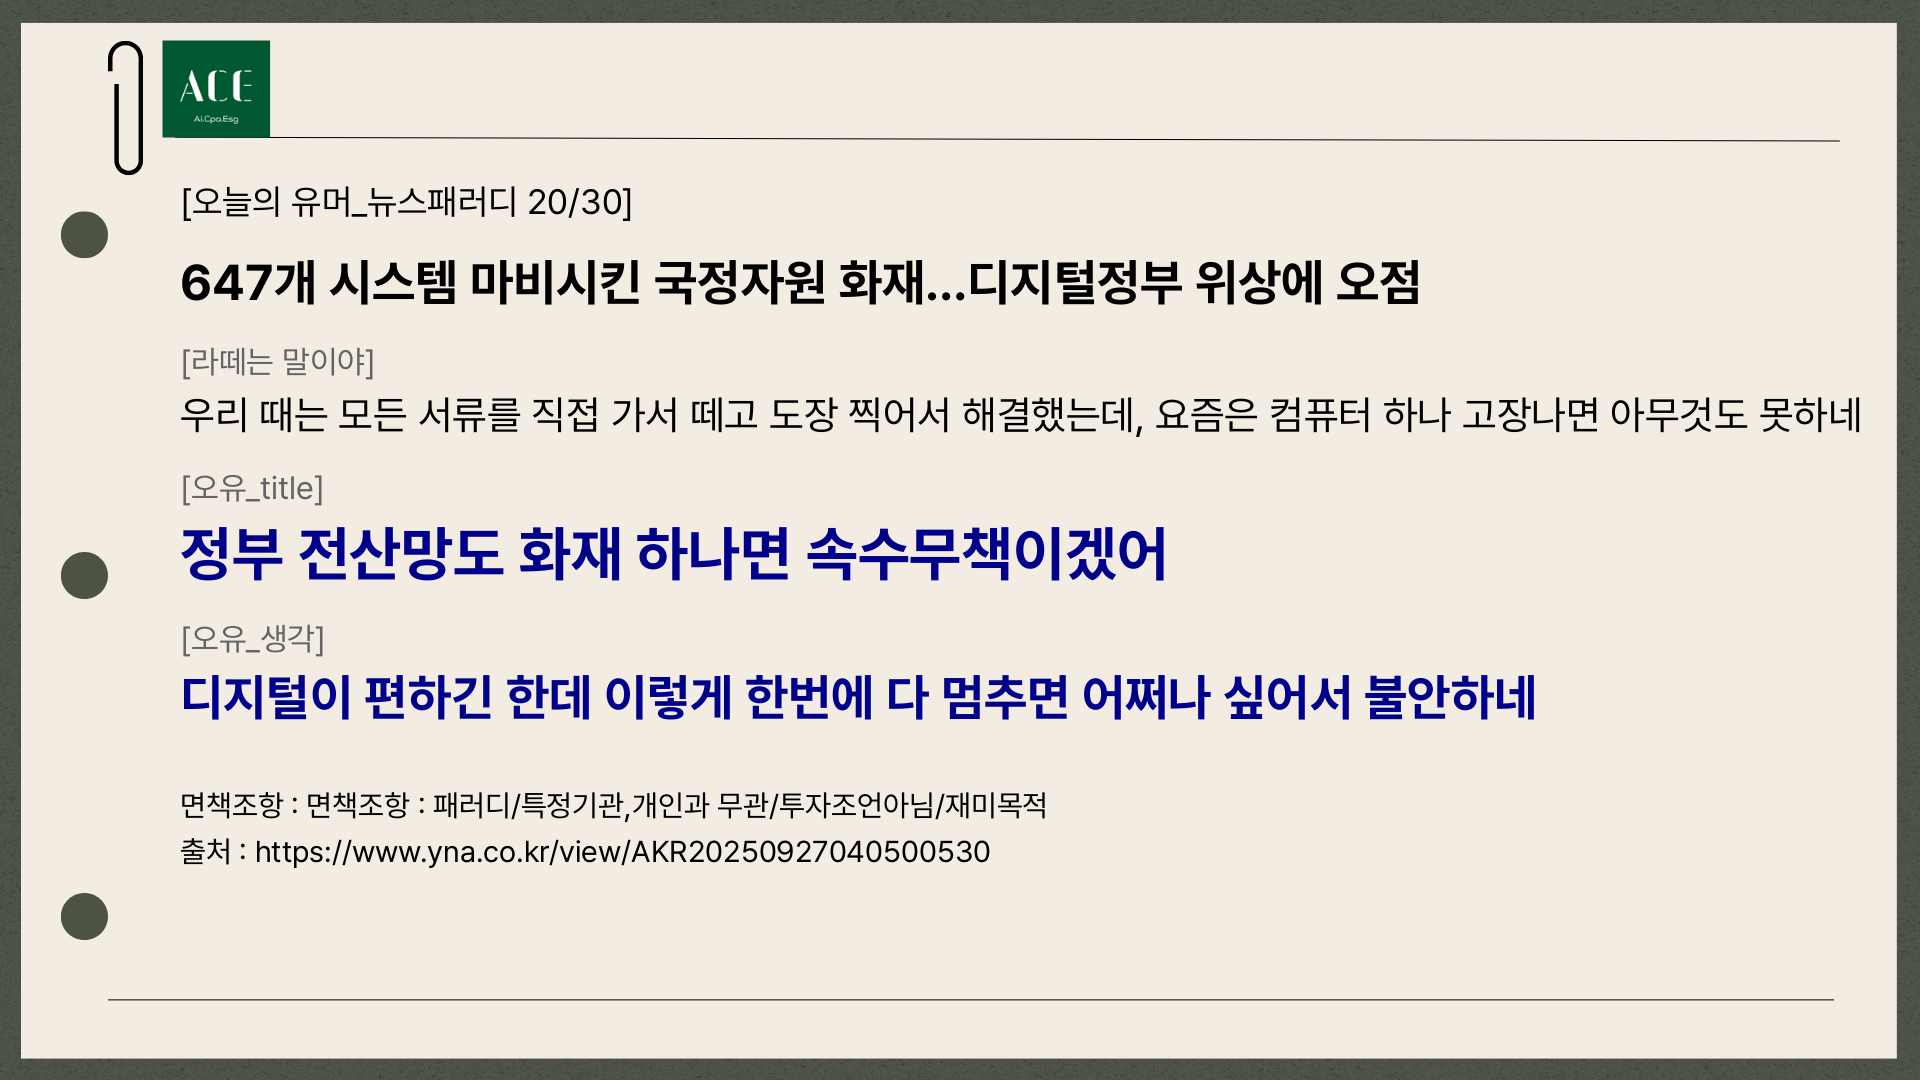 ACE
Ai.Cpa.Esg
[오늘의 유머_뉴스패러디 20/30]
647개 시스템 마비시킨 국정자원 화재...디지털정부 위상에 오점
[라떼는 말이야]
우리 때는 모든 서류를 직접 가서 떼고 도장 찍어서 해결했는데, 요즘은 컴퓨터 하나 고장나면 아무것도 못하네
[오유_title]
정부 전산망도 화재 하나면 속수무책이겠어
[오유_생각]
디지털이 편하긴 한데 이렇게 한번에 다 멈추면 어쩌나 싶어서 불안하네
면책조항 : 면책조항 : 패러디/특정기관,개인과 무관/투자조언아님/재미목적
출처 : https://www.yna.co.kr/view/AKR20250927040500530